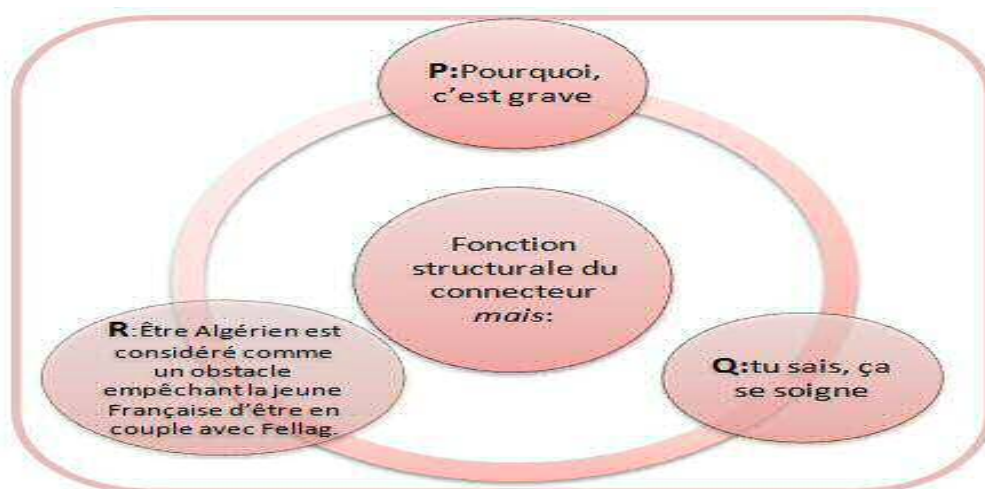 P:Pourquoi,
c’est grave
Fonction
structurale du
connecteur
mais:
R:Être Algérien est
considéré comme
un obstacle
empêchant la jeune
Française d’être en
couple avec Fellag.
Q:tu sais, ça
se soigne